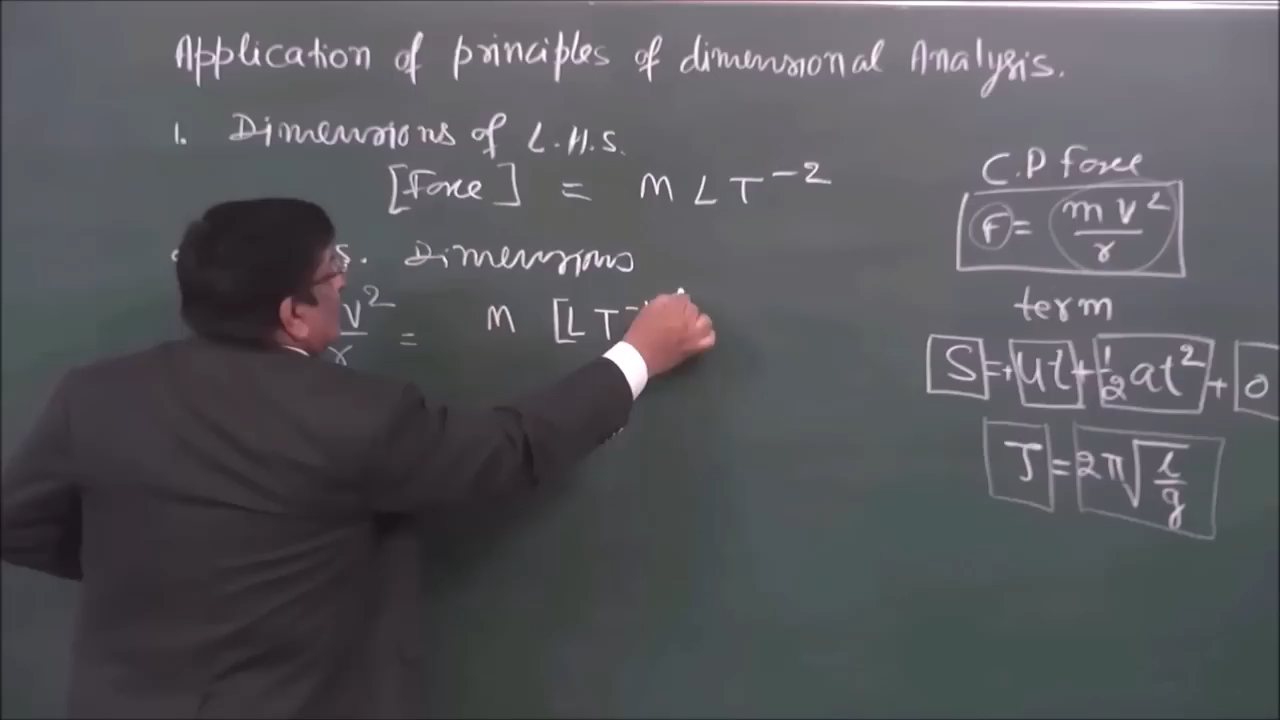 Application of principles of dimensional Analysis.
1. Dimensions of L.H.S.
[Force] = M L T⁻²
S. Dimensions
v²/r = M [L T⁻
C.P force
F = mv²/r
term
S = + ut + ½at² + 0
T = 2π√(l/g)